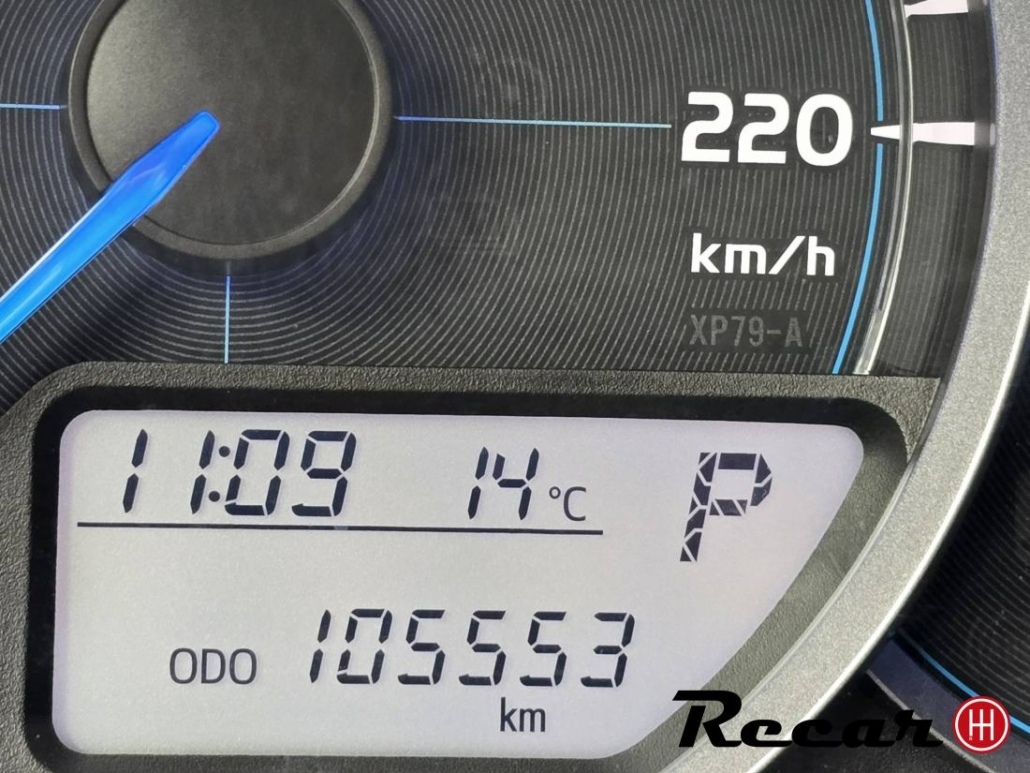 220
km/h
XP79-A
11:09 14 °C P
ODO 105553
km
Recar